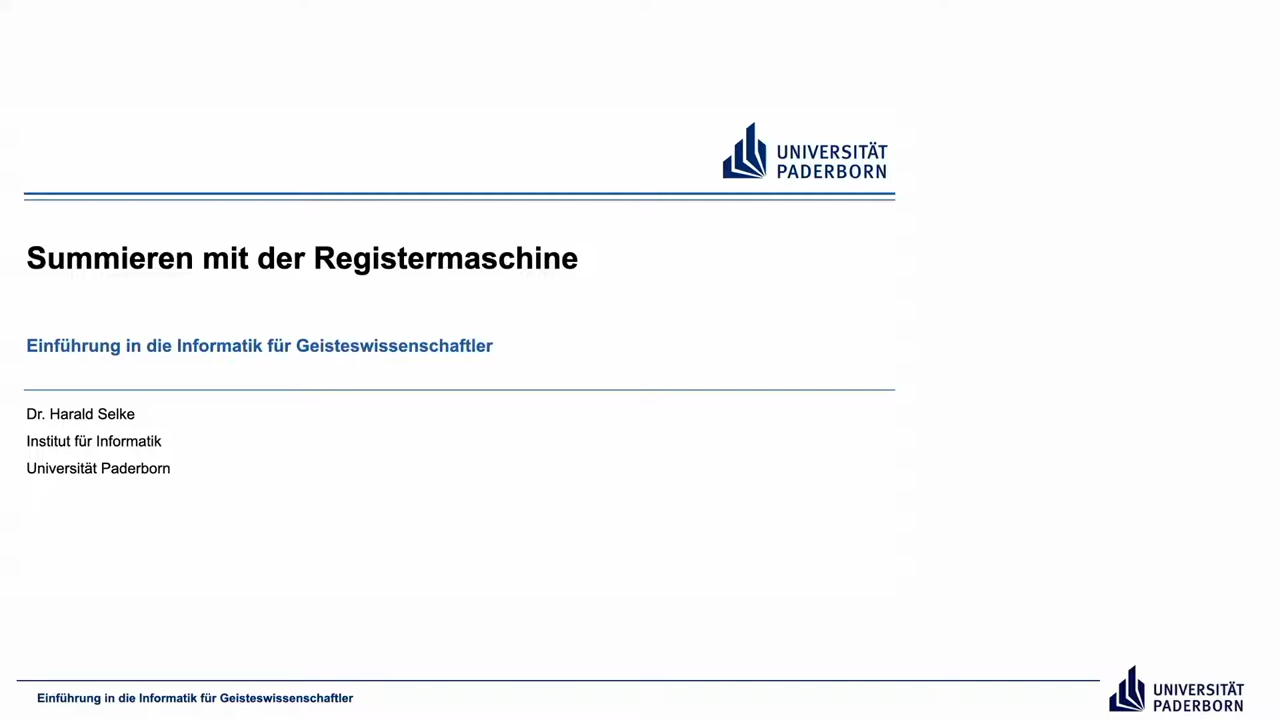 UNIVERSITÄT
PADERBORN
Summieren mit der Registermaschine
Einführung in die Informatik für Geisteswissenschaftler
Dr. Harald Selke
Institut für Informatik
Universität Paderborn
Einführung in die Informatik für Geisteswissenschaftler
UNIVERSITÄT
PADERBORN